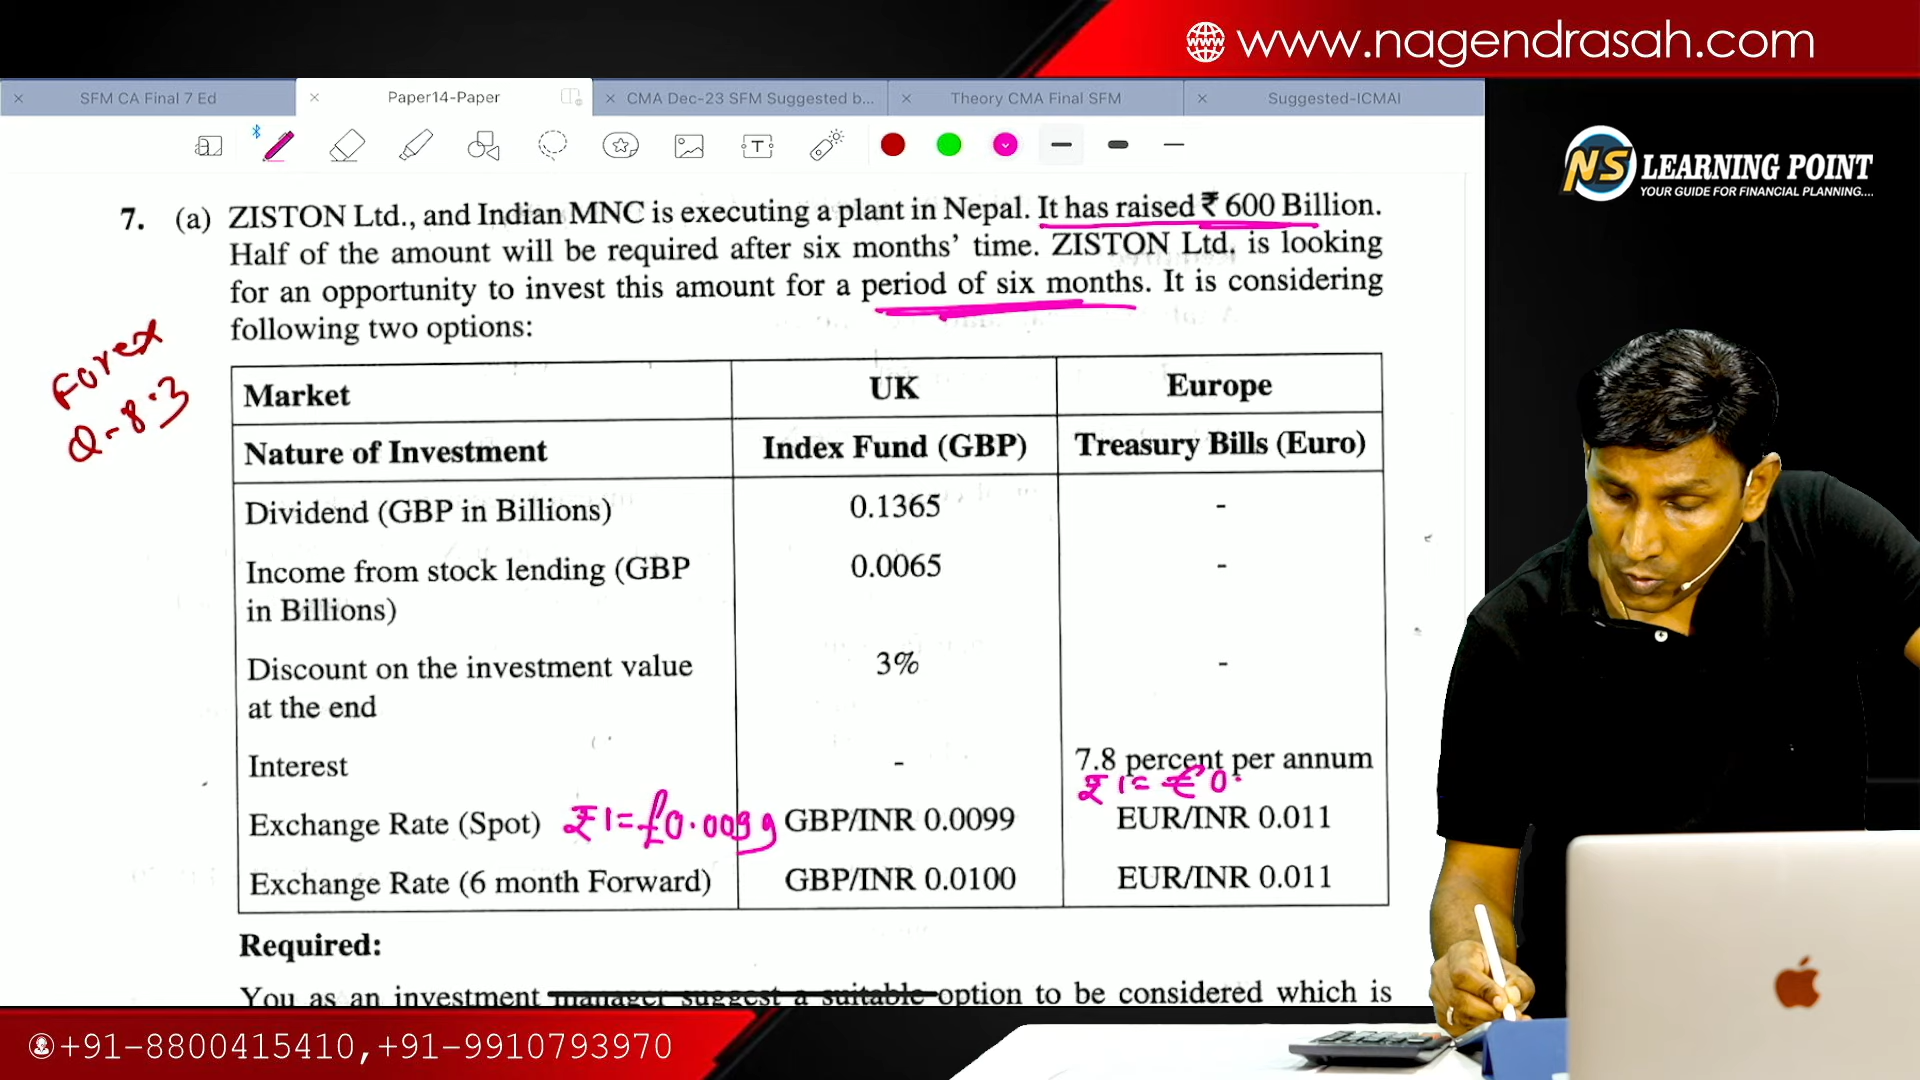 www.nagendrasah.com
SFM CA Final 7 Ed
Paper14-Paper
CMA Dec-23 SFM Suggested b...
Theory CMA Final SFM
Suggested-ICMAI
NS LEARNING POINT
YOUR GUIDE FOR FINANCIAL PLANNING....
7. (a) ZISTON Ltd., and Indian MNC is executing a plant in Nepal. It has raised ₹ 600 Billion.
Half of the amount will be required after six months' time. ZISTON Ltd. is looking
for an opportunity to invest this amount for a period of six months. It is considering
following two options:
Forex
Q-8.3
Market UK Europe
Nature of Investment Index Fund (GBP) Treasury Bills (Euro)
Dividend (GBP in Billions) 0.1365 -
Income from stock lending (GBP 0.0065 -
in Billions)
Discount on the investment value 3% -
at the end
Interest - 7.8 percent per annum
₹1=€0.
Exchange Rate (Spot) ₹1=£0.0099 GBP/INR 0.0099 EUR/INR 0.011
Exchange Rate (6 month Forward) GBP/INR 0.0100 EUR/INR 0.011
Required:
You as an investment manager suggest a suitable option to be considered which is
+91-8800415410,+91-9910793970